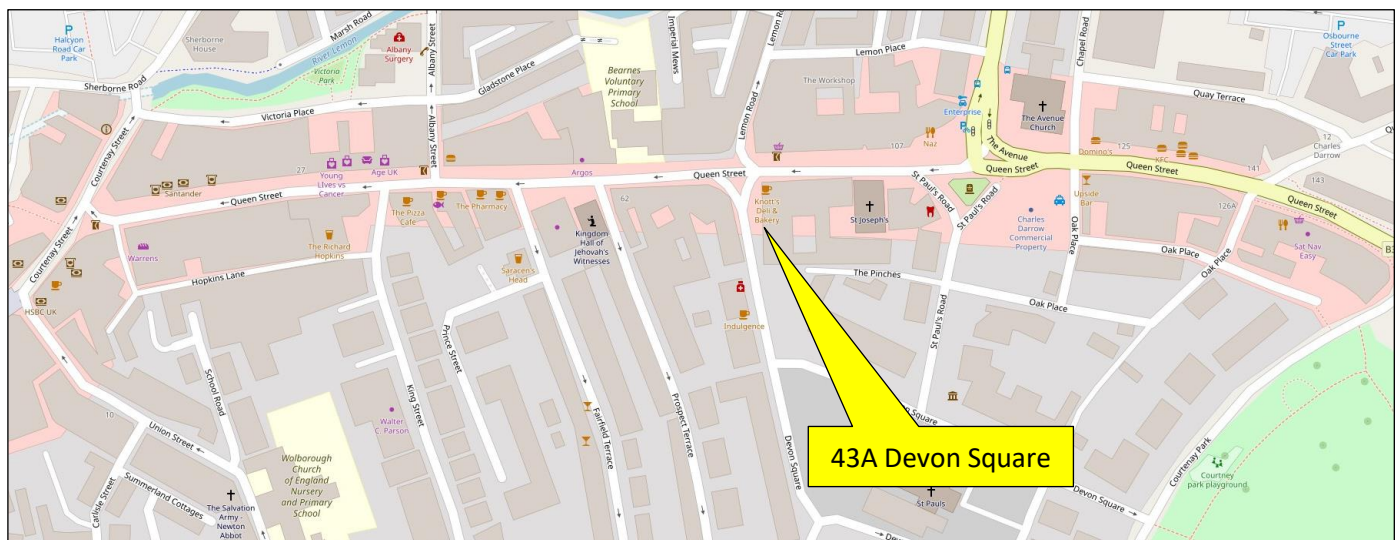 Halcyon
Road Car
Park
Sherborne
House
Marsh Road
River Lemon
Victoria
Park
Albany
Surgery
Albany Street
Gladstone Place
Imperial Mews
Bearnes
Voluntary
Primary
School
Lemon Place
The Workshop
Chapel Road
Osbourne
Street
Car Park
Sherborne Road
Victoria Place
Courtenay Street
Albany Street
Lemon Road
Enterprise
The Avenue
Church
The Avenue
Quay Terrace
12
Charles
Darrow
27
Young
Lives vs
Cancer
Age UK
Argos
107
Naz
Domino's
125
KFC
141
143
Santander
Queen Street
Queen Street
Queen Street
Queen Street
Queen Street
Queen Street
Courtenay Street
The Pizza
Cafe
The Pharmacy
62
Knott's
Deli &
Bakery
St Joseph's
St Paul's Road
St Paul's Road
Charles
Darrow
Commercial
Property
Upside
Bar
Oak Place
126A
Sat Nav
Easy
Warrens
The Richard
Hopkins
Kingdom
Hall of
Jehovah's
Witnesses
Saracen's
Head
Hopkins Lane
HSBC UK
The Pinches
Oak Place
Oak Place
Oak Place
St Paul's Road
Indulgence
Prince Street
School Road
King Street
Walter
C. Parson
Fairfield Terrace
Prospect Terrace
Devon Square
10
Union Street
Carlisle Street
Summerland Cottages
The Salvation
Army -
Newton
Abbot
Wolborough
Church
of England
Nursery
and Primary
School
43A Devon Square
St Pauls
Devon Square
Courtenay Park
Courtney
park playground